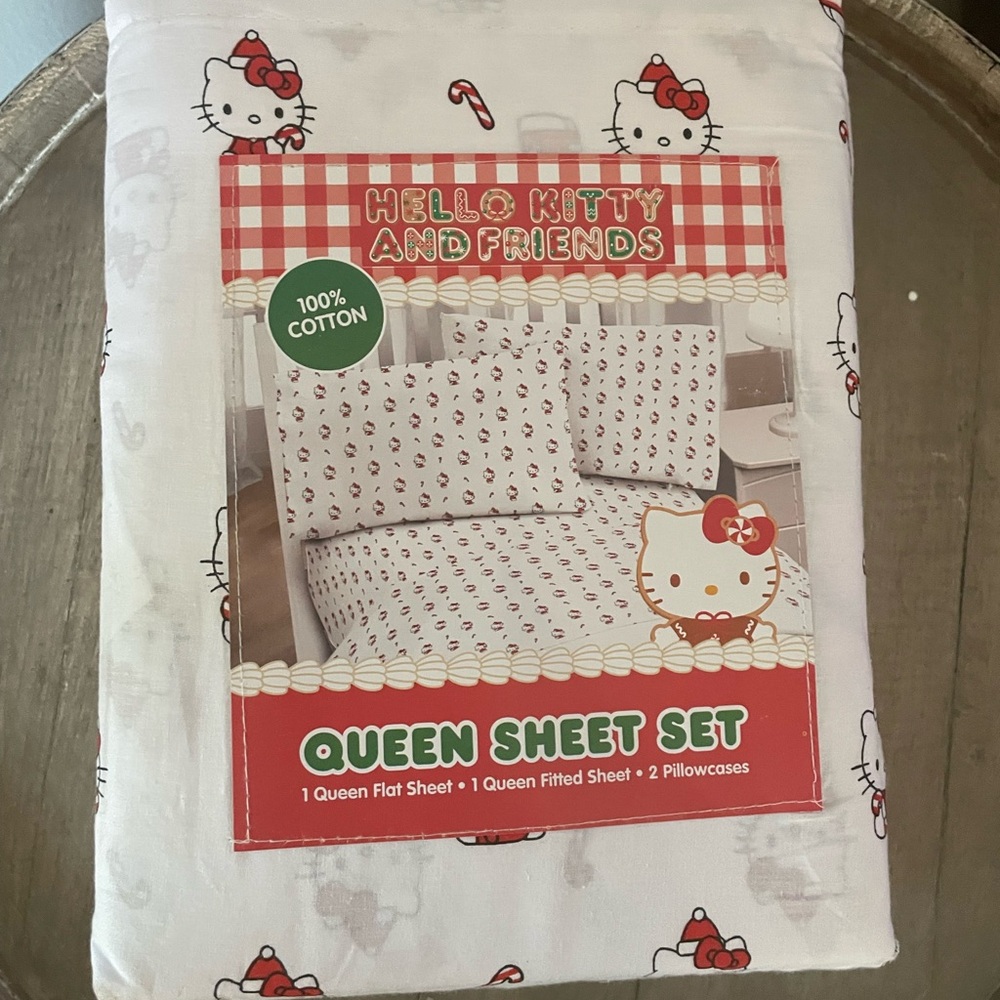 HELLO KITTY
AND FRIENDS
100%
COTTON
QUEEN SHEET SET
1 Queen Flat Sheet • 1 Queen Fitted Sheet • 2 Pillowcases